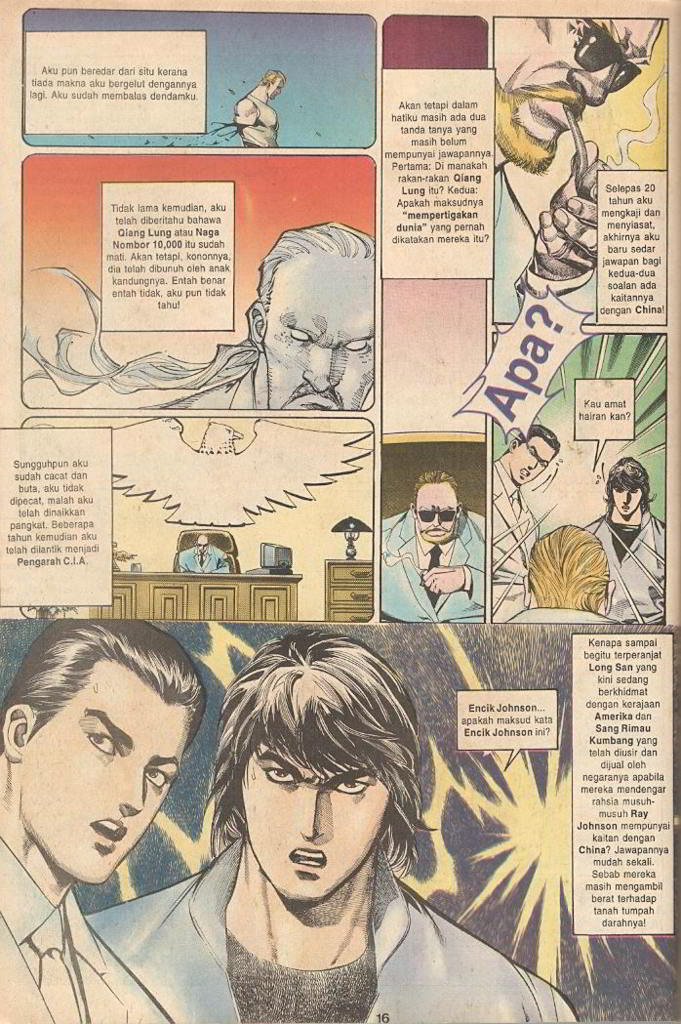 Aku pun beredar dari situ kerana
tiada makna aku bergelut dengannya
lagi. Aku sudah membalas dendamku.
Tidak lama kemudian, aku
telah diberitahu bahawa
Qiang Lung atau Naga
Nombor 10,000 itu sudah
mati. Akan tetapi, kononnya,
dia telah dibunuh oleh anak
kandungnya. Entah benar
entah tidak, aku pun tidak
tahu!
Sungguhpun aku
sudah cacat dan
buta, aku tidak
dipecat, malah aku
telah dinaikkan
pangkat. Beberapa
tahun kemudian aku
telah dilantik menjadi
Pengarah C.I.A.
Akan tetapi dalam
hatiku masih ada dua
tanda tanya yang
masih belum
mempunyai jawapannya.
Pertama: Di manakah
rakan-rakan Qiang
Lung itu? Kedua:
Apakah maksudnya
"mempertigakan
dunia" yang pernah
dikatakan mereka itu?
Selepas 20
tahun aku
mengkaji dan
menyiasat,
akhirnya aku
baru sedar
jawapan bagi
kedua-dua
soalan ada
kaitannya
dengan China!
Apa?
Kau amat
hairan kan?
Encik Johnson...
apakah maksud kata
Encik Johnson ini?
Kenapa sampai
begitu terperanjat
Long San yang
kini sedang
berkhidmat
dengan kerajaan
Amerika dan
Sang Rimau
Kumbang yang
telah diusir dan
dijual oleh
negaranya apabila
mereka mendengar
rahsia musuh-
musuh Ray
Johnson mempunyai
kaitan dengan
China? Jawapannya
mudah sekali.
Sebab mereka
masih mengambil
berat terhadap
tanah tumpah
darahnya!
16